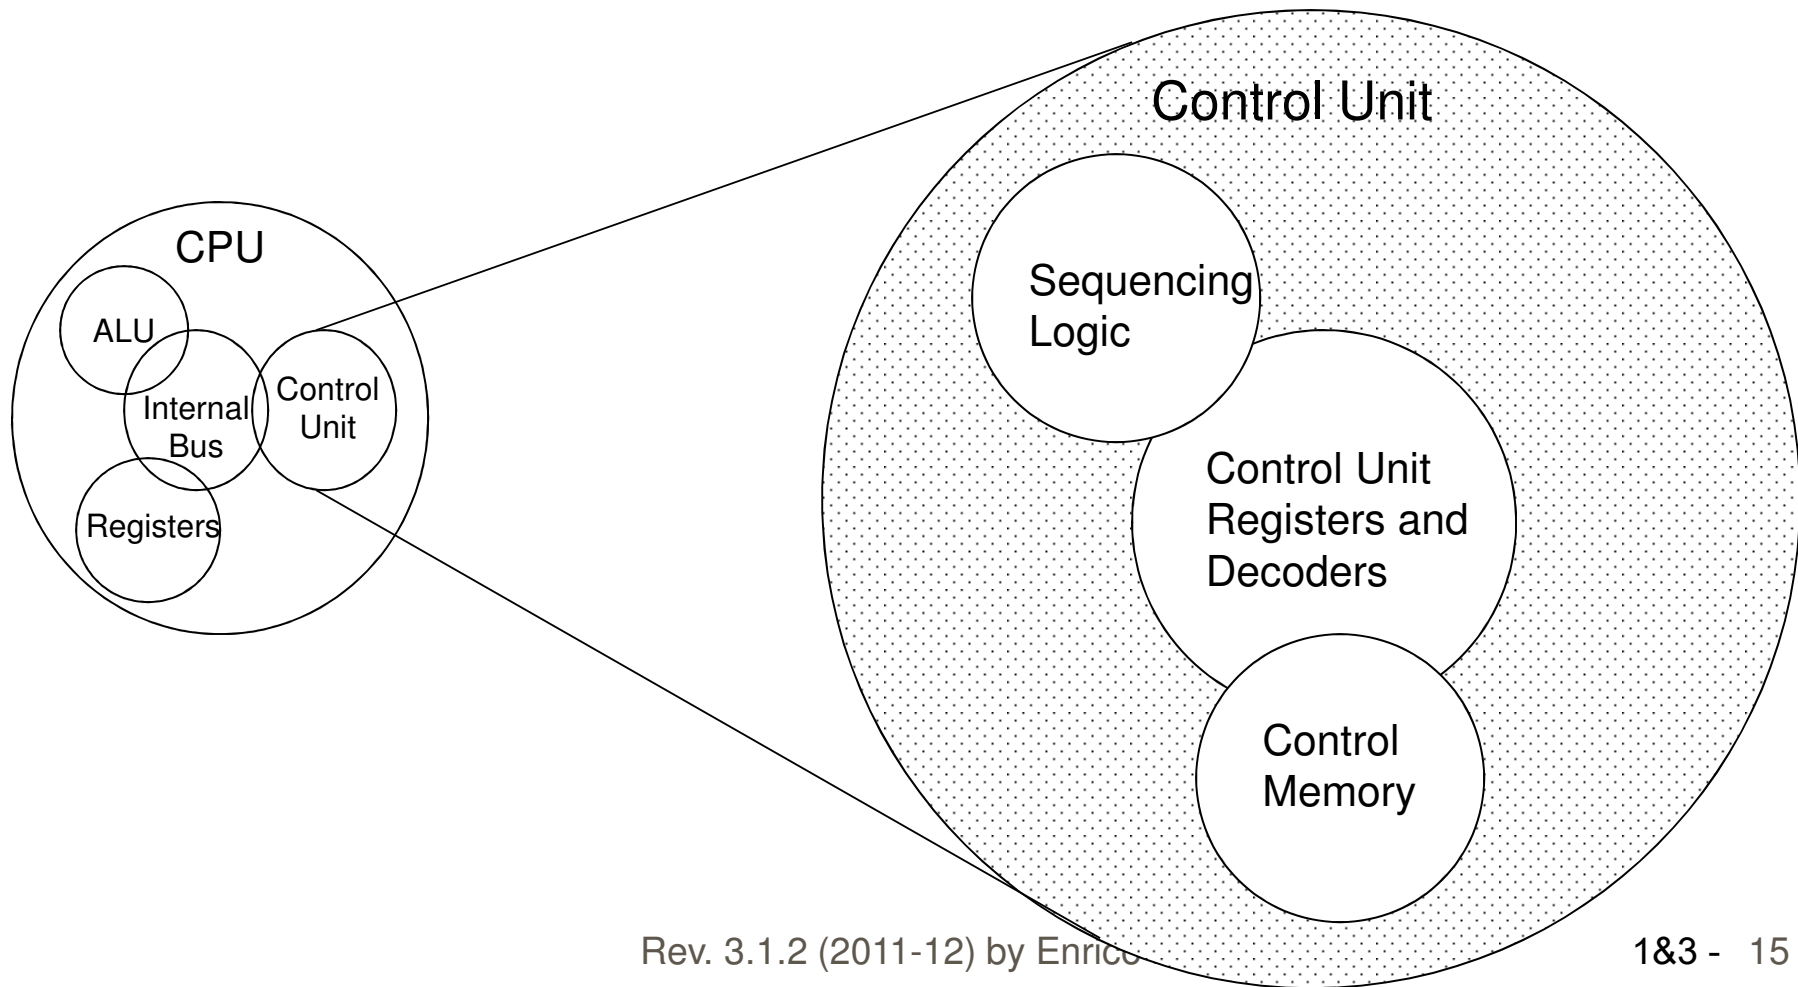 Control Unit
CPU
ALU
Internal
Bus
Control
Unit
Registers
Sequencing
Logic
Control Unit
Registers and
Decoders
Control
Memory
Rev. 3.1.2 (2011-12) by Enrico
1&3 - 15